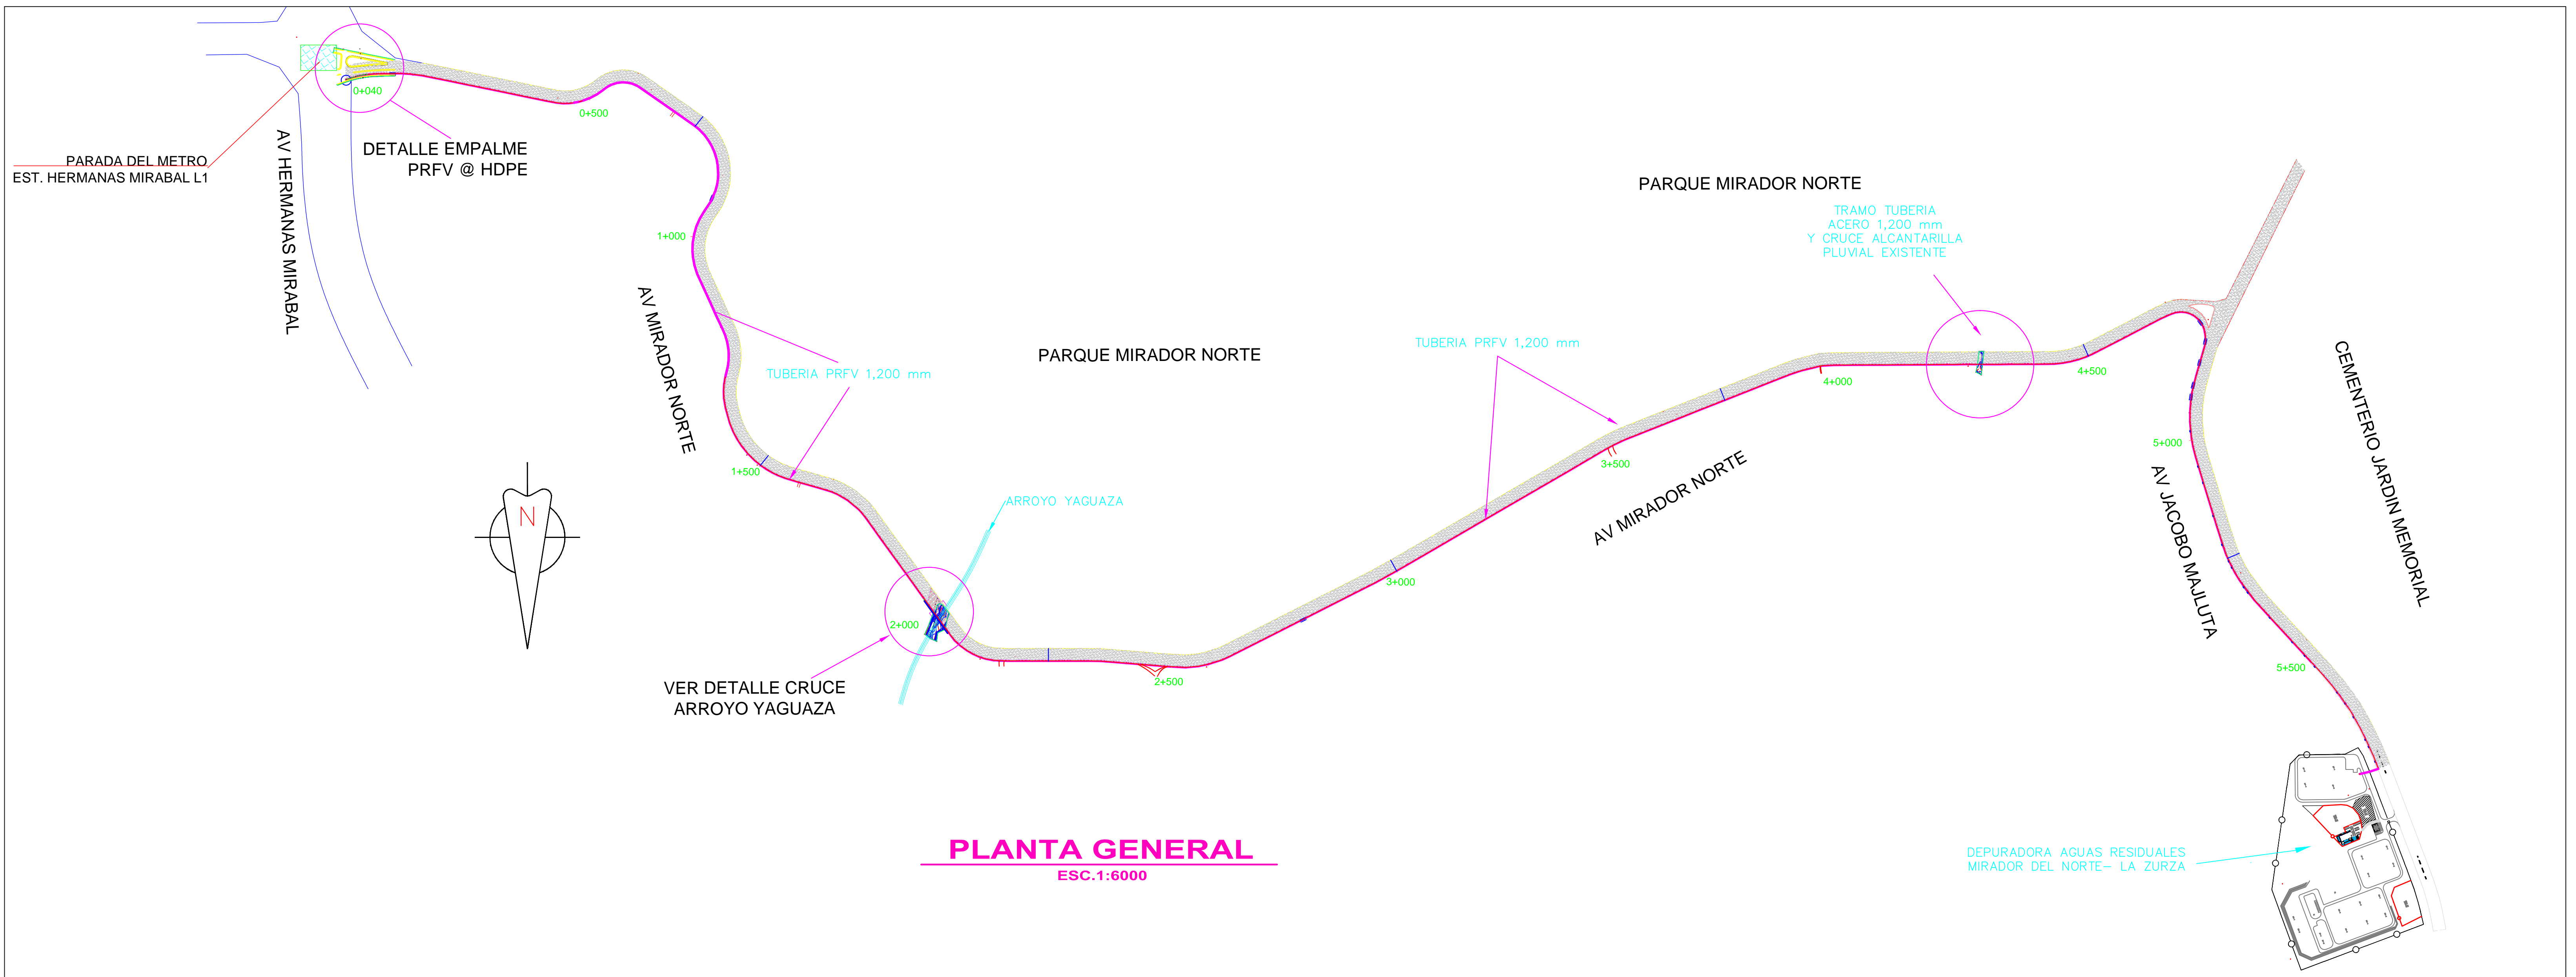 PARADA DEL METRO
EST. HERMANAS MIRABAL L1
AV HERMANAS MIRABAL
0+040
DETALLE EMPALME
PRFV @ HDPE
0+500
1+000
AV MIRADOR NORTE
TUBERIA PRFV 1,200 mm
1+500
N
PARQUE MIRADOR NORTE
ARROYO YAGUAZA
2+000
VER DETALLE CRUCE
ARROYO YAGUAZA
2+500
3+000
TUBERIA PRFV 1,200 mm
3+500
AV MIRADOR NORTE
PARQUE MIRADOR NORTE
TRAMO TUBERIA
ACERO 1,200 mm
Y CRUCE ALCANTARILLA
PLUVIAL EXISTENTE
4+000
4+500
5+000
AV JACOBO MAJLUTA
CEMENTERIO JARDIN MEMORIAL
5+500
DEPURADORA AGUAS RESIDUALES
MIRADOR DEL NORTE- LA ZURZA
PLANTA GENERAL
ESC.1:6000